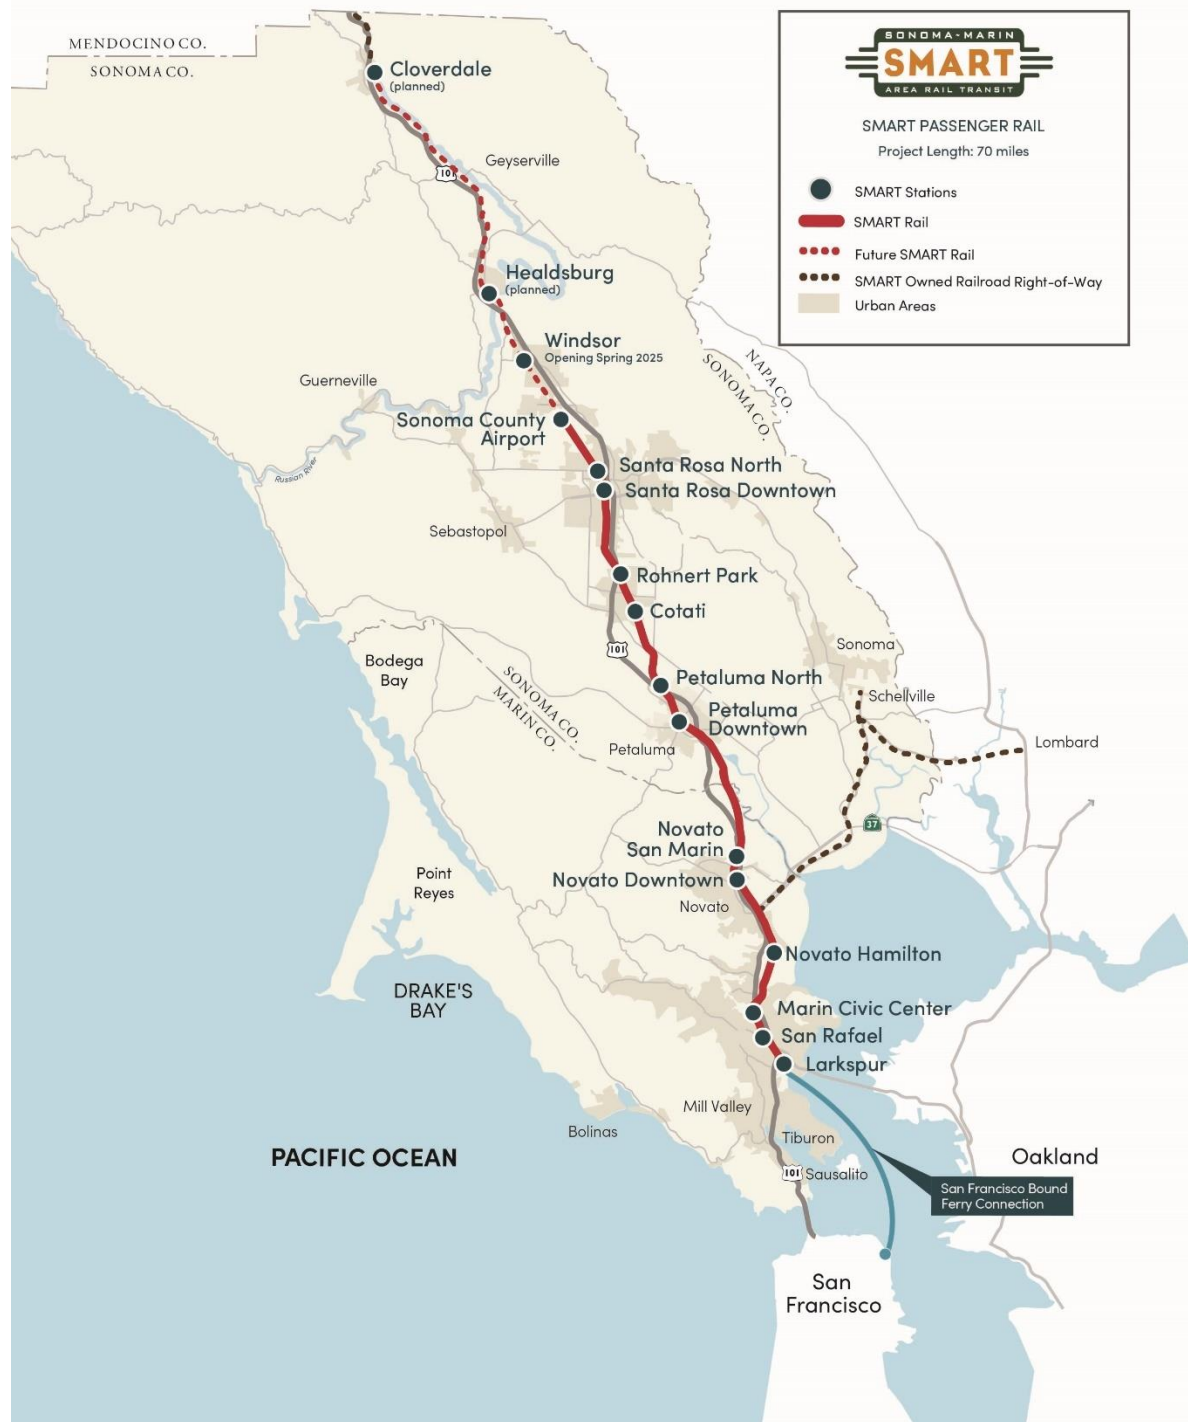 MENDOCINO CO.
SONOMA CO.
Cloverdale
(planned)
Geyserville
101
Healdsburg
(planned)
Windsor
Opening Spring 2025
Guerneville
Russian River
Sonoma County
Airport
Santa Rosa North
Santa Rosa Downtown
Sebastopol
Rohnert Park
Cotati
101
NAPA CO.
SONOMA CO.
Sonoma
Bodega
Bay
SONOMA CO.
MARIN CO.
Petaluma North
Petaluma
Downtown
Petaluma
Schellville
Lombard
37
Novato
San Marin
Novato Downtown
Novato
Point
Reyes
Novato Hamilton
DRAKE'S
BAY
Marin Civic Center
San Rafael
Larkspur
Mill Valley
Bolinas
Tiburon
101
Sausalito
PACIFIC OCEAN
Oakland
San Francisco Bound
Ferry Connection
San
Francisco
SONOMA-MARIN
SMART
AREA RAIL TRANSIT
SMART PASSENGER RAIL
Project Length: 70 miles
SMART Stations
SMART Rail
Future SMART Rail
SMART Owned Railroad Right-of-Way
Urban Areas